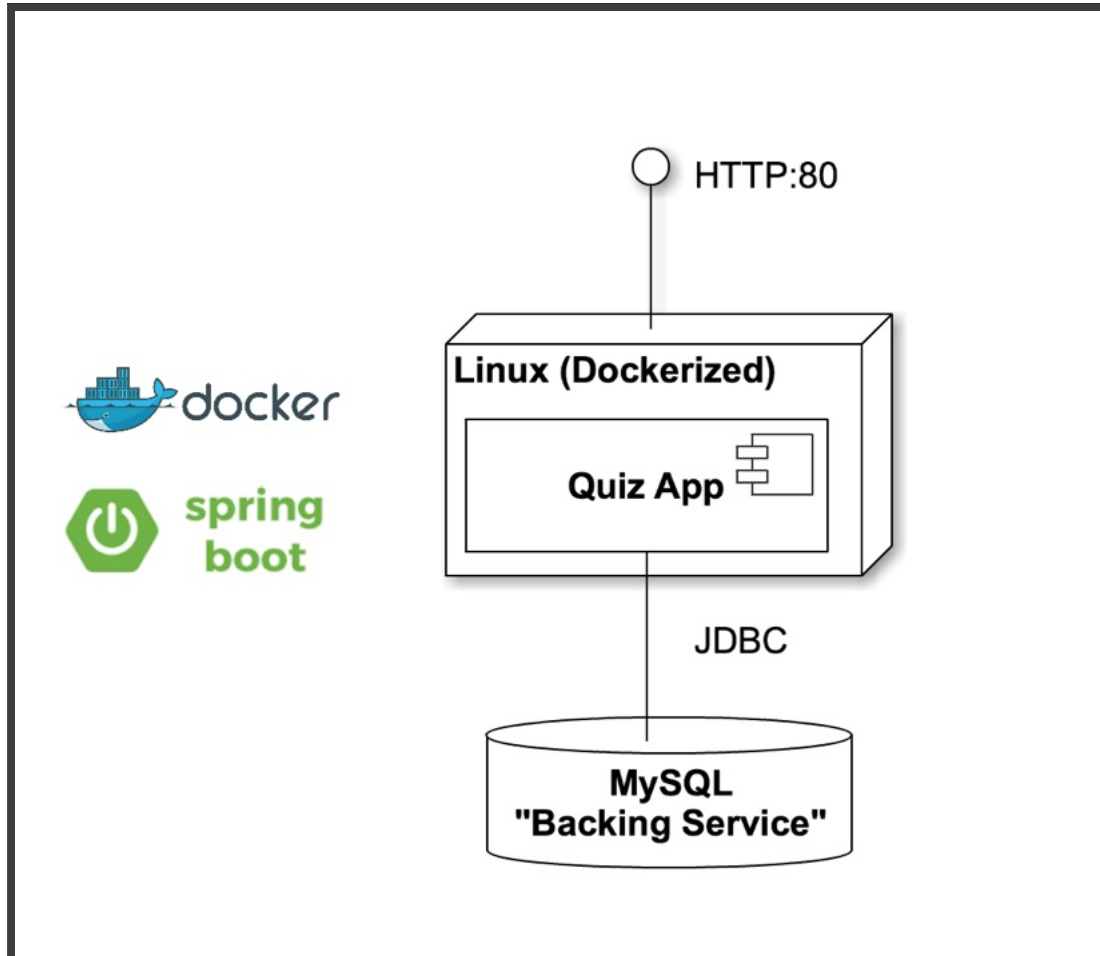 HTTP:80
Linux (Dockerized)
docker
Quiz App
spring
boot
JDBC
MySQL
"Backing Service"